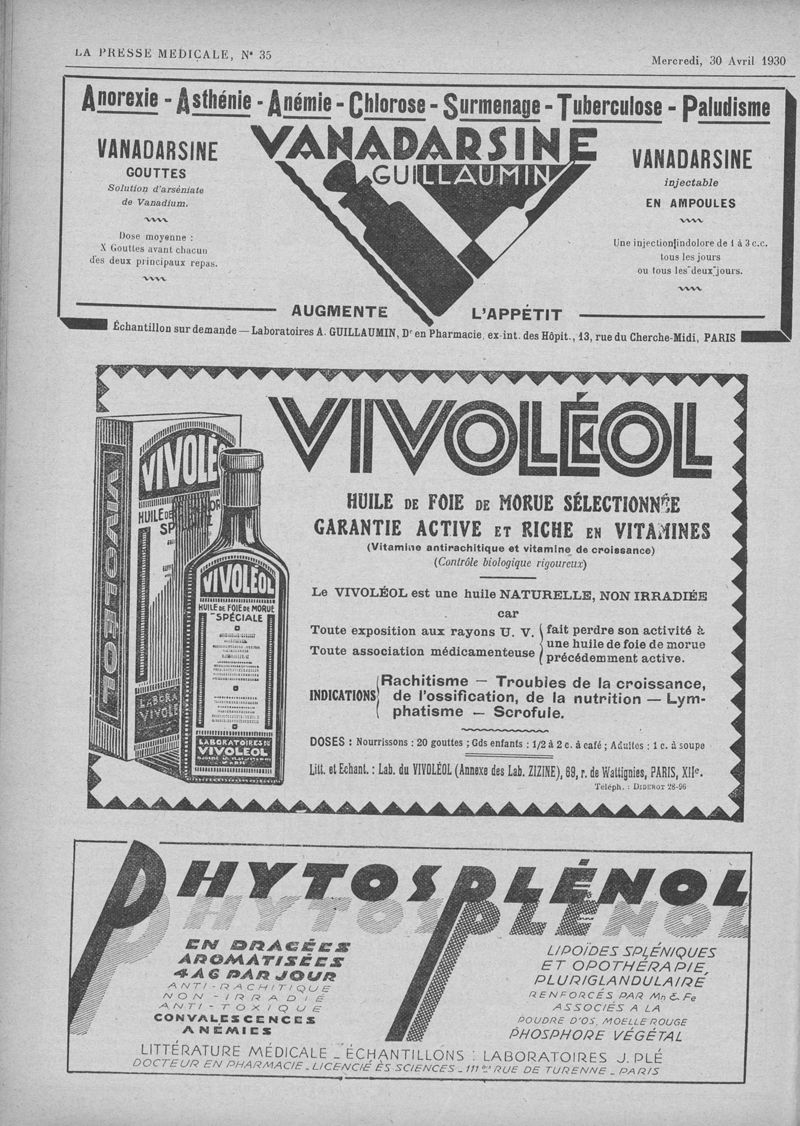 LA PRESSE MEDICALE, N° 35
Mercredi, 30 Avril 1930
Anorexie - Asthénie - Anémie - Chlorose - Surmenage - Tuberculose - Paludisme
VANADARSINE
GUILLAUMIN
VANADARSINE
GOUTTES
Solution d'arséniate
de Vanadium.
Dose moyenne :
X Gouttes avant chacun
des deux principaux repas.
VANADARSINE
injectable
EN AMPOULES
Une injection indolore de 1 à 3 c.c.
tous les jours
ou tous les deux jours.
AUGMENTE L'APPÉTIT
Échantillon sur demande — Laboratoires A. GUILLAUMIN, Dr en Pharmacie, ex-int. des Hôpit., 13, rue du Cherche-Midi, PARIS
VIVOLÉOL
VIVOLÉ
HUILE DE
SP
VIVOLÉOL
LABORA
VIVOLE
VIVOLÉOL
HUILE DE FOIE DE MORUE
SPÉCIALE
LABORATOIRES DU
VIVOLÉOL
HUILE DE FOIE DE MORUE SÉLECTIONNÉE
GARANTIE ACTIVE ET RICHE EN VITAMINES
(Vitamine antirachitique et vitamine de croissance)
(Contrôle biologique rigoureux)
Le VIVOLÉOL est une huile NATURELLE, NON IRRADIÉE
car
Toute exposition aux rayons U. V.
Toute association médicamenteuse
fait perdre son activité à
une huile de foie de morue
précédemment active.
INDICATIONS
Rachitisme — Troubles de la croissance,
de l'ossification, de la nutrition — Lym-
phatisme — Scrofule.
DOSES : Nourrissons : 20 gouttes ; Gds enfants : 1/2 à 2 c. à café ; Adultes : 1 c. à soupe
Litt. et Echant. : Lab. du VIVOLÉOL (Annexe des Lab. ZIZINE), 69, r. de Wattignies, PARIS, XIIe.
Téléph. : DIDEROT 28-96
PHYTOSPLÉNOL
EN DRAGÉES
AROMATISÉES
4 A 6 PAR JOUR
ANTI-RACHITIQUE
NON-IRRADIÉ
ANTI-TOXIQUE
CONVALESCENCES
ANÉMIES
LIPOÏDES SPLÉNIQUES
ET OPOTHÉRAPIE
PLURIGLANDULAIRE
RENFORCÉS PAR Mn & Fe
ASSOCIÉS A LA
POUDRE D'OS, MOELLE ROUGE
PHOSPHORE VÉGÉTAL
LITTÉRATURE MÉDICALE _ ÉCHANTILLONS : LABORATOIRES J. PLÉ
DOCTEUR EN PHARMACIE _ LICENCIÉ ÈS SCIENCES _ 111 bis RUE DE TURENNE _ PARIS